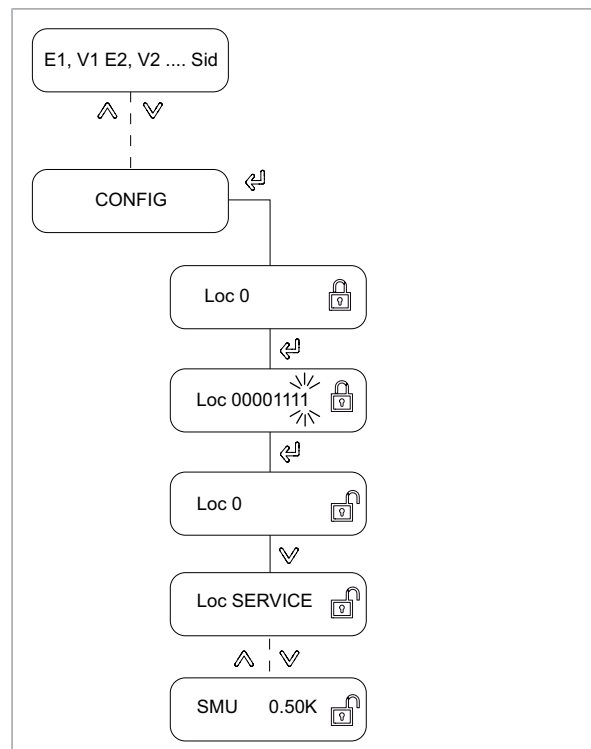 E1, V1 E2, V2 .... Sid
CONFIG
Loc 0
Loc 00001111
Loc 0
Loc SERVICE
SMU 0.50K